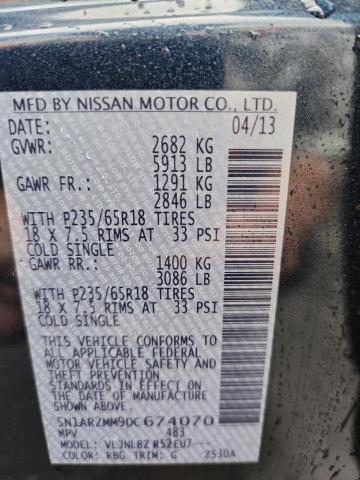 MFD BY NISSAN MOTOR CO., LTD.
DATE: 04/13
GVWR: 2682 KG
5913 LB
GAWR FR: 1291 KG
2846 LB
WITH P235/65R18 TIRES
18 X 7.5 RIMS AT 33 PSI
COLD SINGLE
GAWR RR: 1400 KG
3086 LB
WITH P235/65R18 TIRES
18 X 7.5 RIMS AT 33 PSI
COLD SINGLE
THIS VEHICLE CONFORMS TO
ALL APPLICABLE FEDERAL
MOTOR VEHICLE SAFETY AND
THEFT PREVENTION
STANDARDS IN EFFECT ON
THE DATE OF MANUFACTURE
SHOWN ABOVE
5N1AR2MM9DC674070
MPV 483
MODEL: R52EU7---
COLOR: RBG TRIM: G 2530A